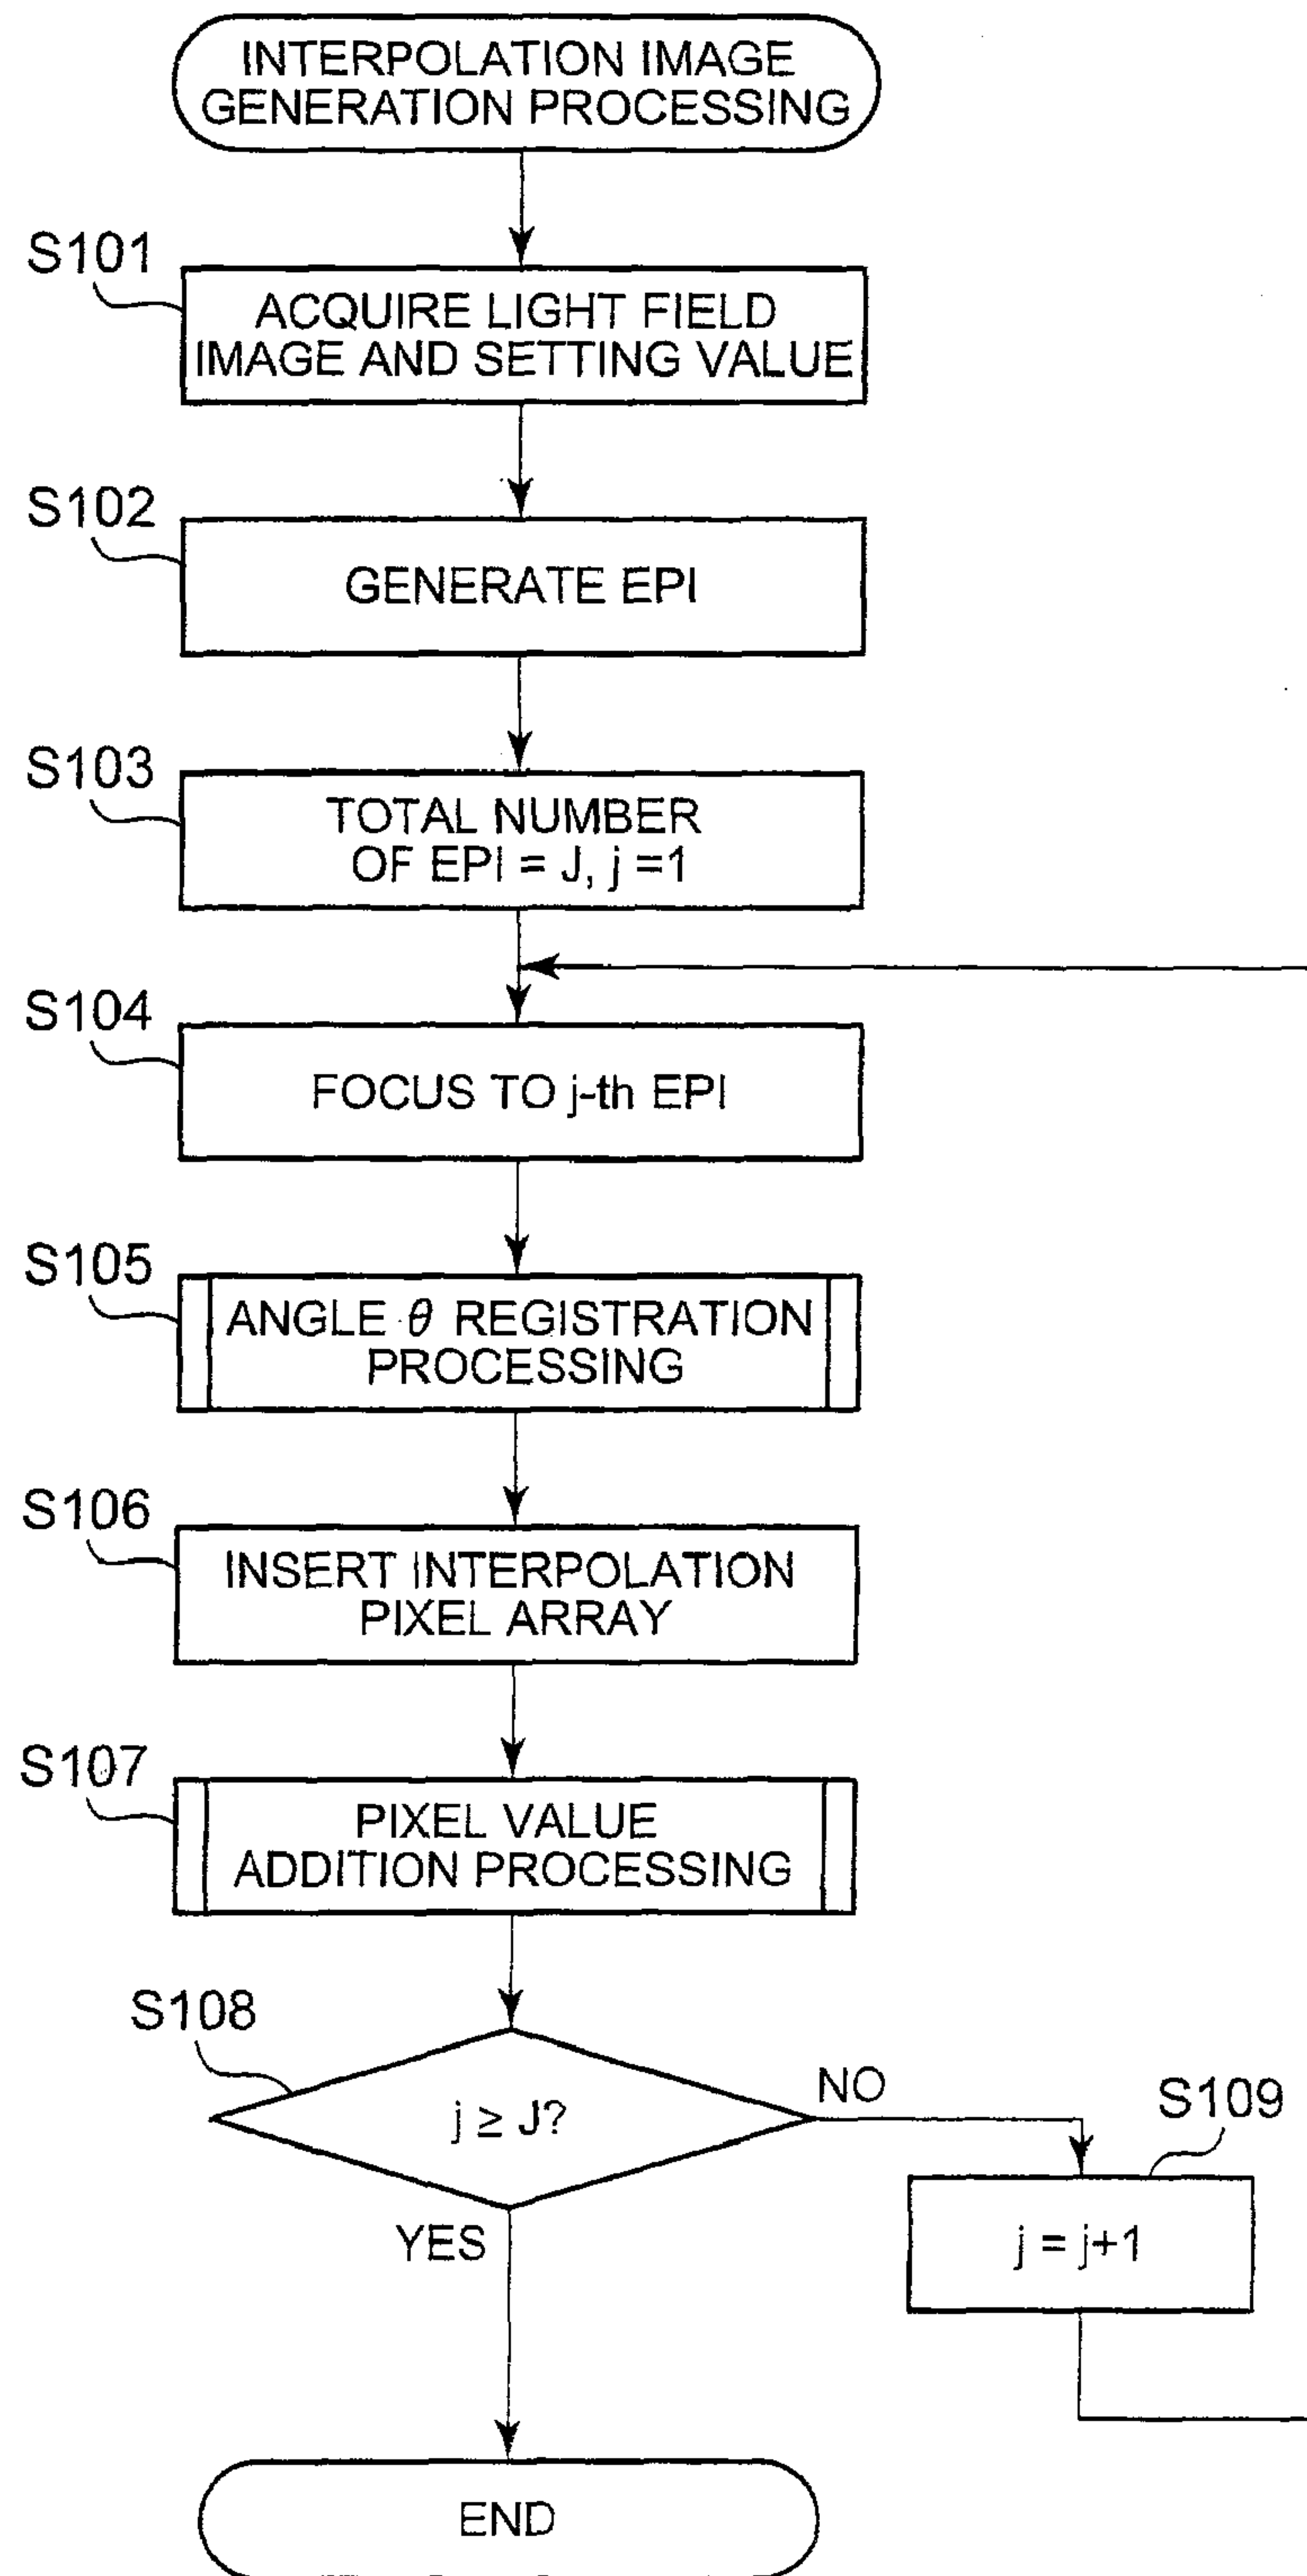 INTERPOLATION IMAGE
GENERATION PROCESSING
S101
ACQUIRE LIGHT FIELD
IMAGE AND SETTING VALUE
S102
GENERATE EPI
S103
TOTAL NUMBER
OF EPI = J, j =1
S104
FOCUS TO j-th EPI
S105
ANGLE θ REGISTRATION
PROCESSING
S106
INSERT INTERPOLATION
PIXEL ARRAY
S107
PIXEL VALUE
ADDITION PROCESSING
S108
j ≥ J?
NO
S109
j = j+1
YES
END